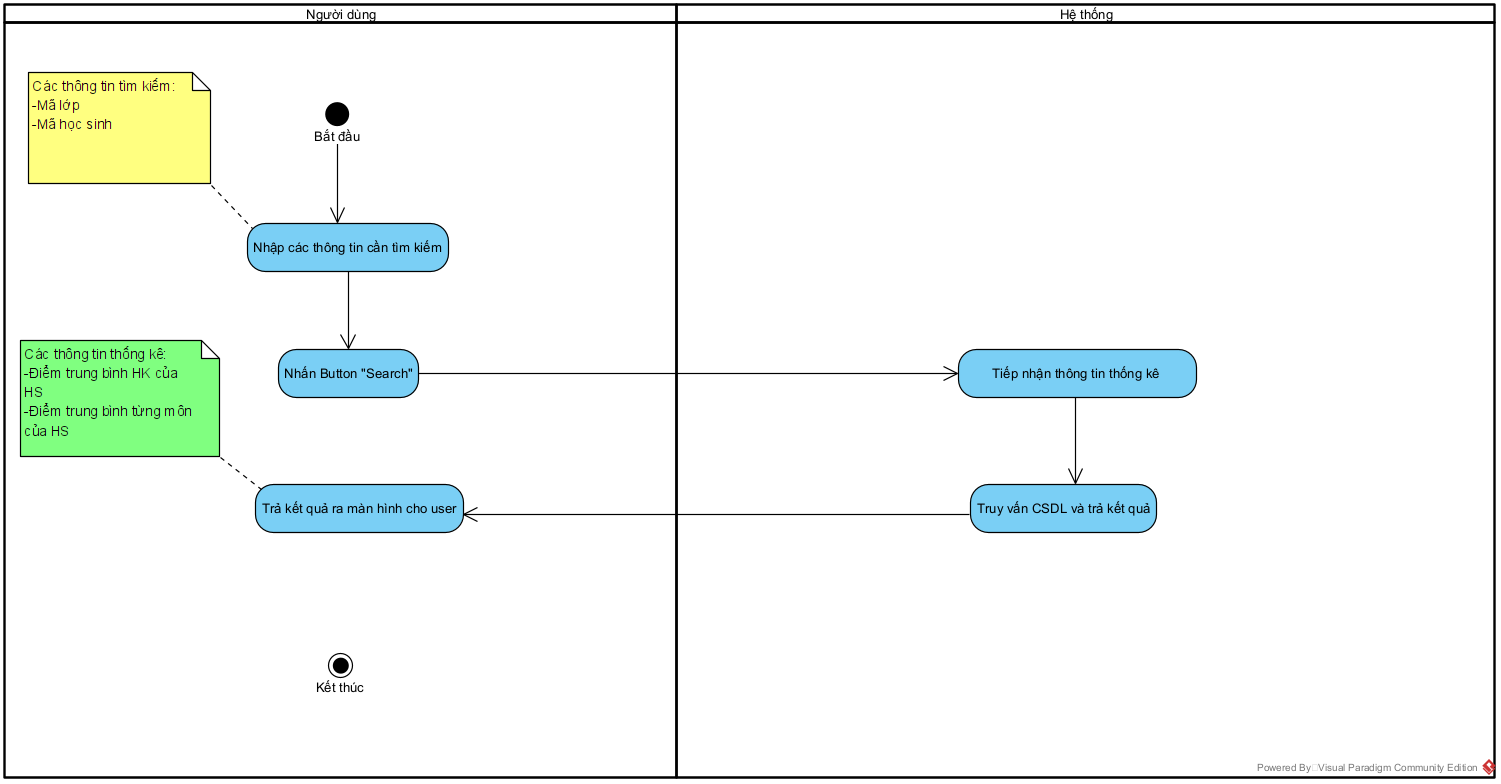 Người dùng
Hệ thống
Các thông tin tìm kiếm:
-Mã lớp
-Mã học sinh
Bắt đầu
Nhập các thông tin cần tìm kiếm
Các thông tin thống kê:
-Điểm trung bình HK của
HS
-Điểm trung bình từng môn
của HS
Nhấn Button "Search"
Tiếp nhận thông tin thống kê
Trả kết quả ra màn hình cho user
Truy vấn CSDL và trả kết quả
Kết thúc
Powered By Visual Paradigm Community Edition